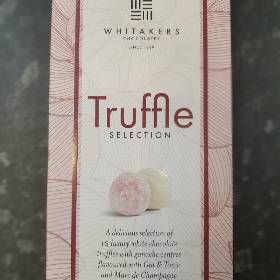 WHITAKERS
CHOCOLATES
SINCE 1889
Truffle
SELECTION
A delicious selection of
12 luxury white chocolate
truffles with ganache centres
flavoured with Gin & Tonic
and Marc de Champagne